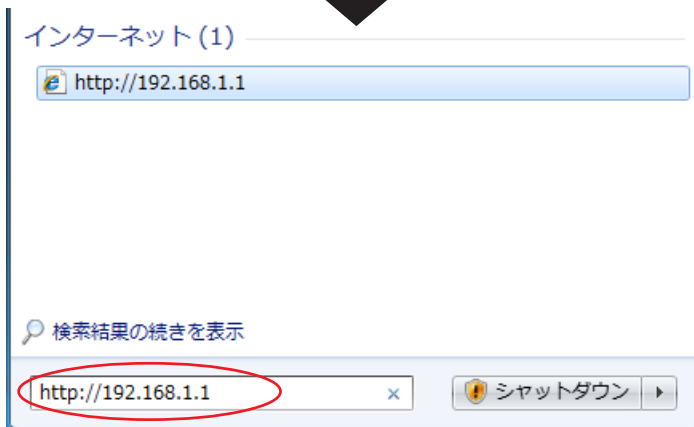 インターネット (1)
http://192.168.1.1
検索結果の続きを表示
http://192.168.1.1
シャットダウン